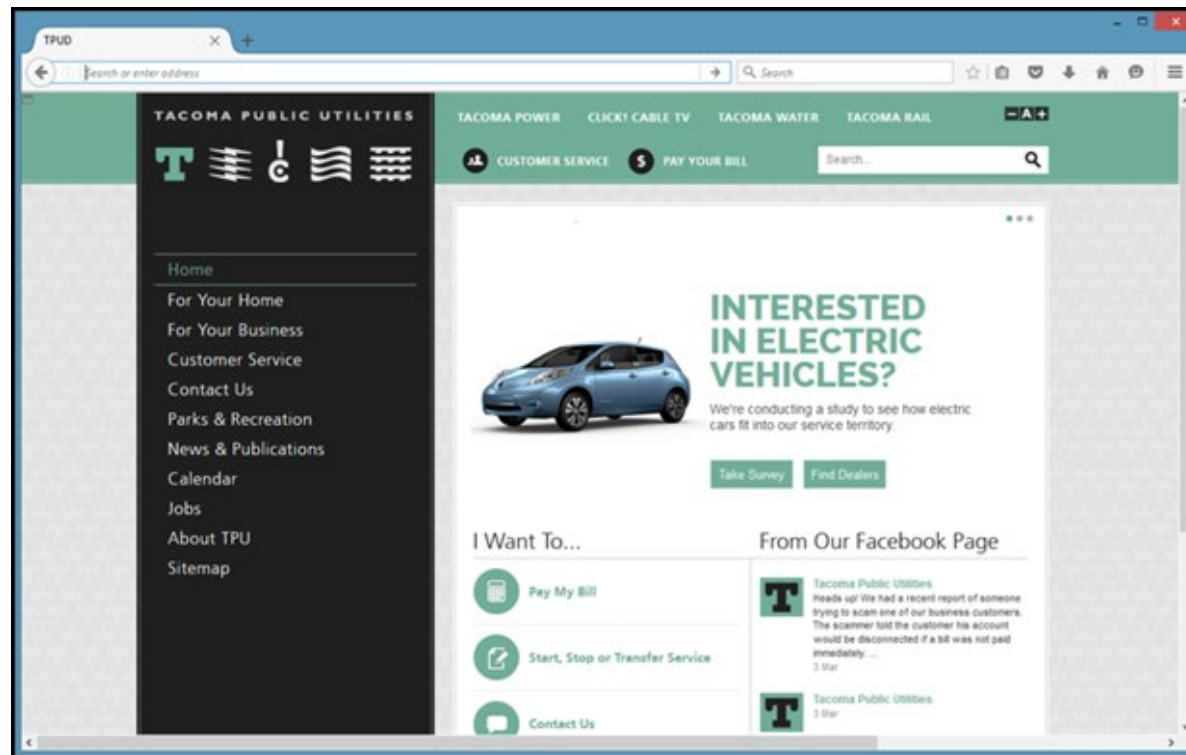 TPUD
Search or enter address
Search
TACOMA PUBLIC UTILITIES
T
TACOMA POWER
CLICK! CABLE TV
TACOMA WATER
TACOMA RAIL
- A +
CUSTOMER SERVICE
$ PAY YOUR BILL
Search...
Home
For Your Home
For Your Business
Customer Service
Contact Us
Parks & Recreation
News & Publications
Calendar
Jobs
About TPU
Sitemap
INTERESTED
IN ELECTRIC
VEHICLES?
We're conducting a study to see how electric
cars fit into our service territory.
Take Survey
Find Dealers
I Want To...
Pay My Bill
Start, Stop or Transfer Service
Contact Us
From Our Facebook Page
T
Tacoma Public Utilities
Heads up! We had a recent report of someone
trying to scam one of our business customers.
The scammer told the customer his account
would be disconnected if a bill was not paid
immediately. ...
3 Mar
T
Tacoma Public Utilities
3 Mar